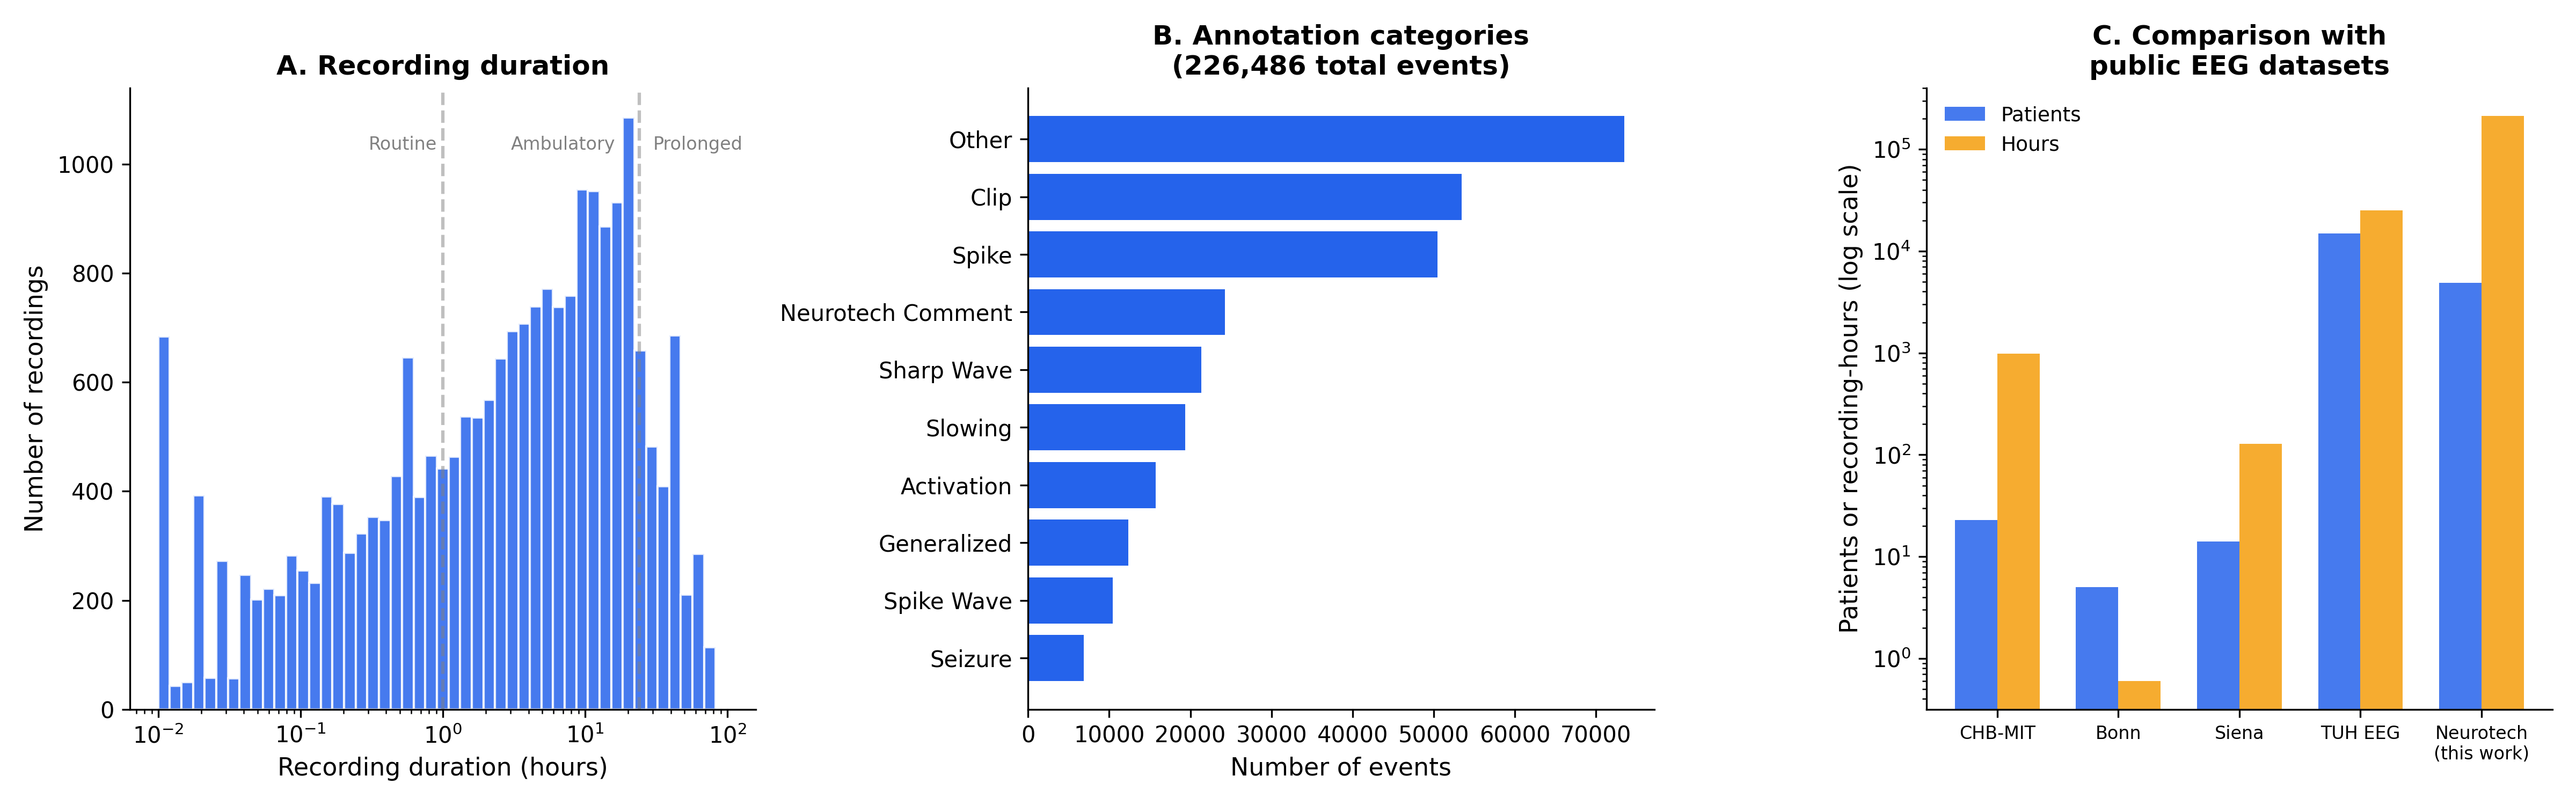 A. Recording duration
Number of recordings
1000
800
600
400
200
0
Routine
Ambulatory
Prolonged
10⁻²
10⁻¹
10⁰
10¹
10²
Recording duration (hours)
B. Annotation categories
(226,486 total events)
Other
Clip
Spike
Neurotech Comment
Sharp Wave
Slowing
Activation
Generalized
Spike Wave
Seizure
0
10000
20000
30000
40000
50000
60000
70000
Number of events
C. Comparison with
public EEG datasets
Patients or recording-hours (log scale)
Patients
Hours
10⁵
10⁴
10³
10²
10¹
10⁰
CHB-MIT
Bonn
Siena
TUH EEG
Neurotech
(this work)